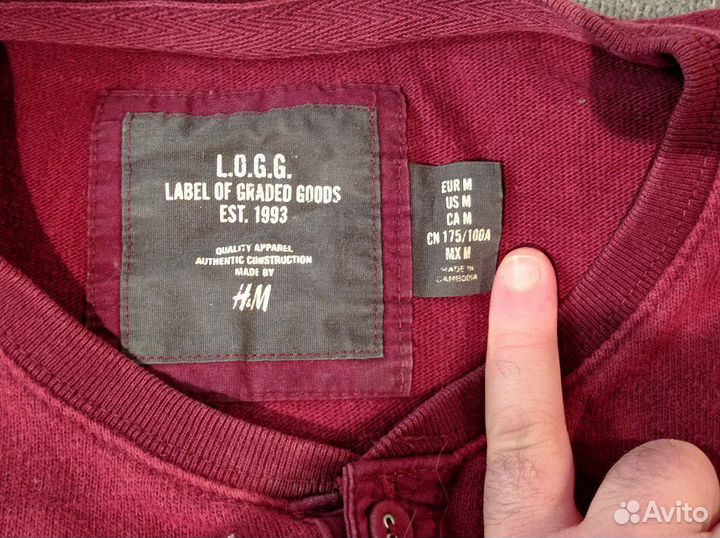 L.O.G.G.
LABEL OF GRADED GOODS
EST. 1993
QUALITY APPAREL
AUTHENTIC CONSTRUCTION
MADE BY
H&M
EUR M
US M
CA M
CN 175/100A
MX M
MADE IN
CAMBODIA
Avito